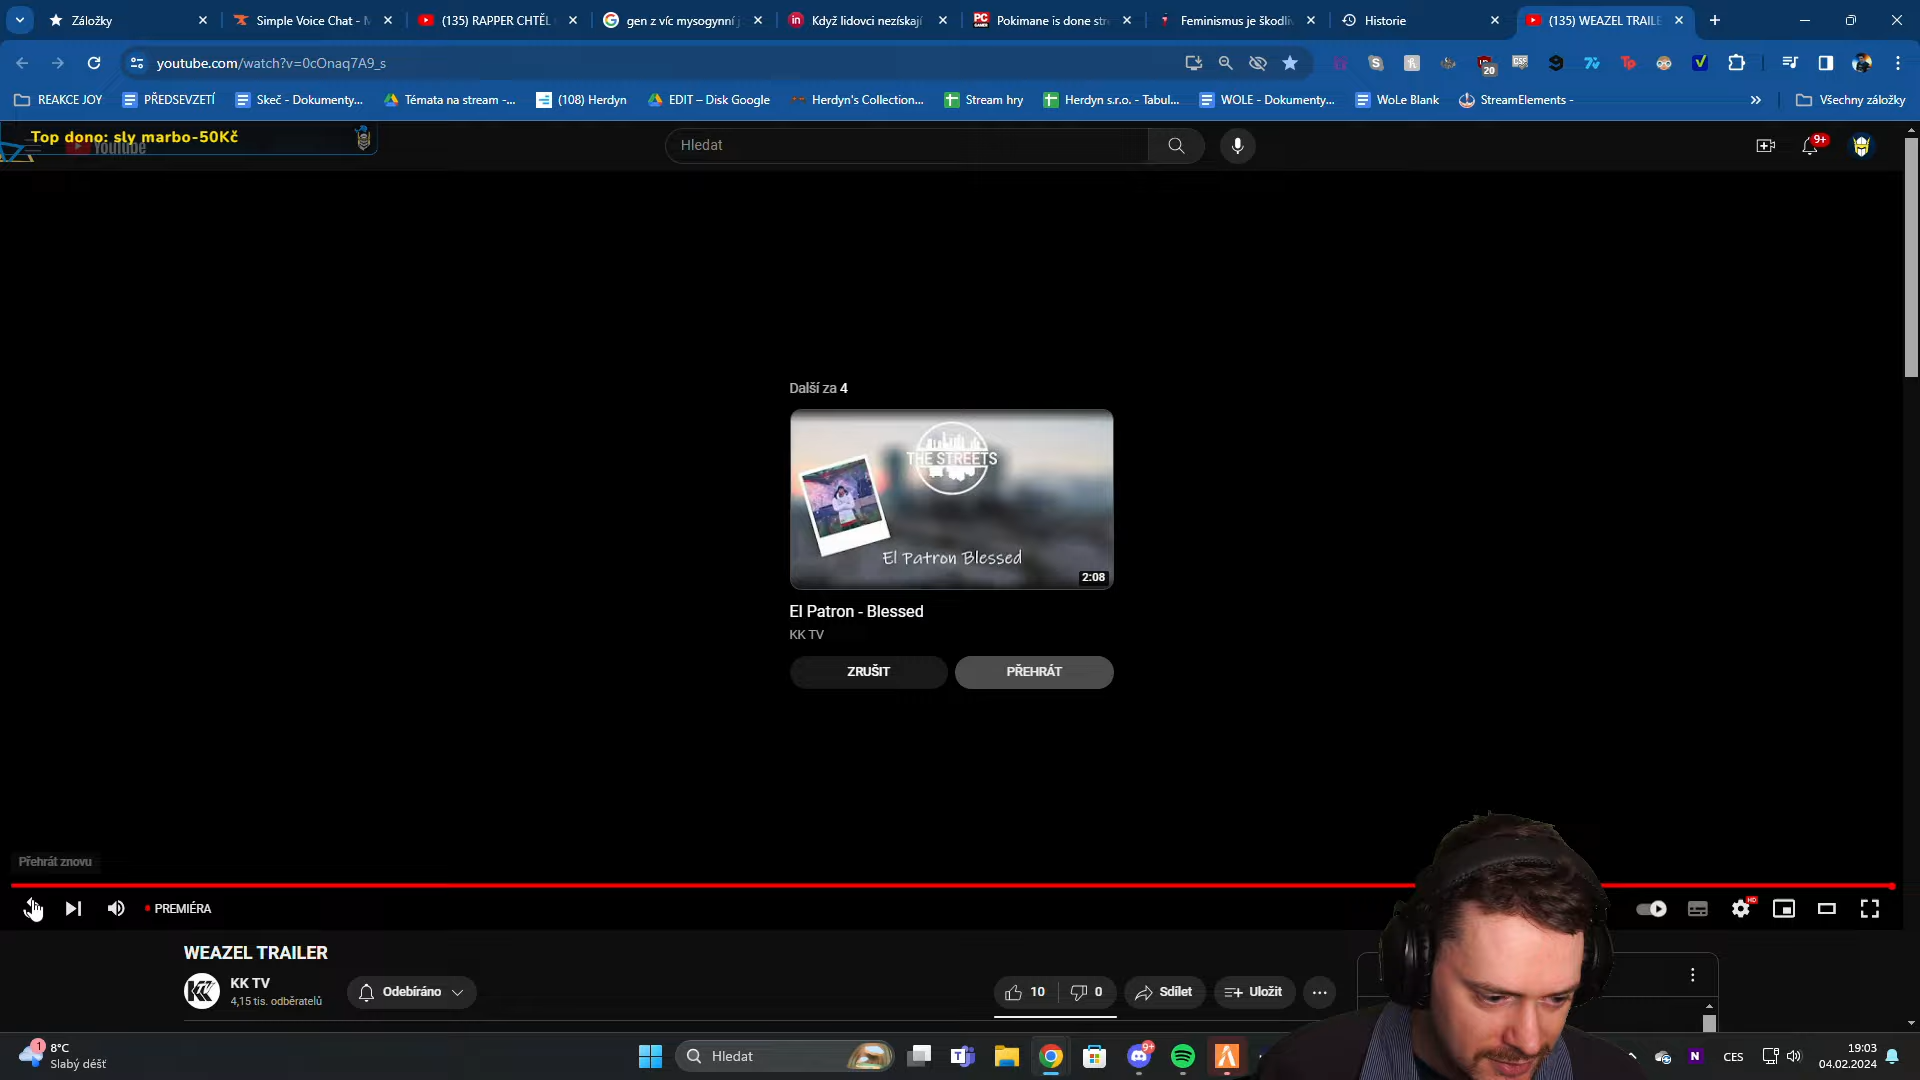 Záložky
Simple Voice Chat - M
(135) RAPPER CHTĚL
gen z víc mysogynní j
Když lidovci nezískají
Pokimane is done str
Feminismus je škodliv
Historie
(135) WEAZEL TRAILE
youtube.com/watch?v=0cOnaq7A9_s
20
REAKCE JOY
PŘEDSEVZETÍ
Skeč - Dokumenty...
Témata na stream -...
(108) Herdyn
EDIT – Disk Google
Herdyn's Collection...
Stream hry
Herdyn s.r.o. - Tabul...
WOLE - Dokumenty...
WoLe Blank
StreamElements -
Všechny záložky
Top dono: sly marbo-50Kč
Hledat
9+
Další za 4
THE STREETS
El Patron Blessed
2:08
El Patron - Blessed
KK TV
ZRUŠIT
PŘEHRÁT
Přehrát znovu
PREMIÉRA
HD
WEAZEL TRAILER
KK TV
4,15 tis. odběratelů
Odebíráno
10
0
Sdílet
Uložit
1
8°C
Slabý déšť
Hledat
9+
CES
19:03
04.02.2024